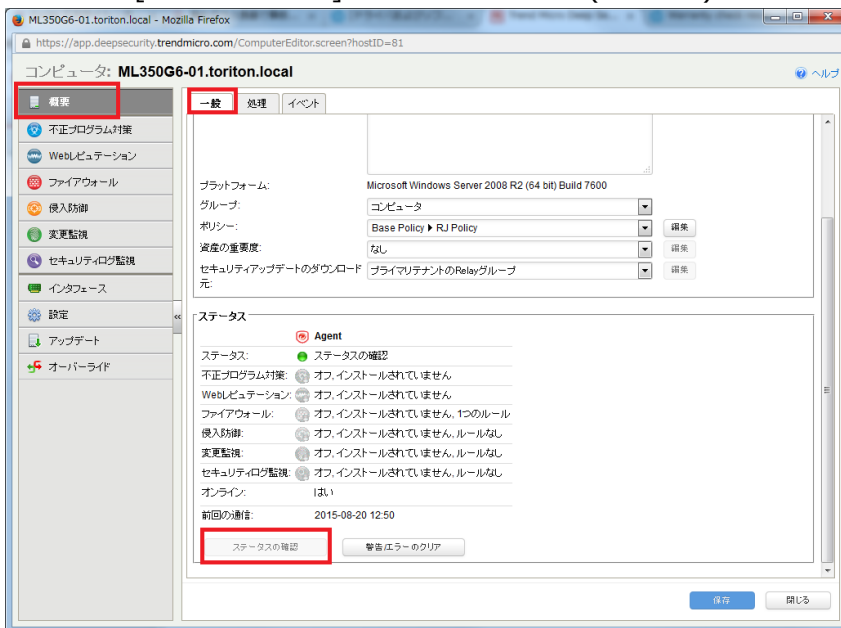 ML350G6-01.toriton.local - Mozilla Firefox
https://app.deepsecurity.trendmicro.com/ComputerEditor.screen?hostID=81
コンピュータ: ML350G6-01.toriton.local
ヘルプ
概要
不正プログラム対策
Webレピュテーション
ファイアウォール
侵入防御
変更監視
セキュリティログ監視
インタフェース
設定
アップデート
オーバーライド
一般 処理 イベント
プラットフォーム: Microsoft Windows Server 2008 R2 (64 bit) Build 7600
グループ: コンピュータ
ポリシー: Base Policy ▶ RJ Policy 編集
資産の重要度: なし 編集
セキュリティアップデートのダウンロード プライマリテナントのRelayグループ 編集
元:
ステータス
Agent
ステータス: ステータスの確認
不正プログラム対策: オフ, インストールされていません
Webレピュテーション: オフ, インストールされていません
ファイアウォール: オフ, インストールされていません, 1つのルール
侵入防御: オフ, インストールされていません, ルールなし
変更監視: オフ, インストールされていません, ルールなし
セキュリティログ監視: オフ, インストールされていません, ルールなし
オンライン: はい
前回の通信: 2015-08-20 12:50
ステータスの確認 警告/エラーのクリア
保存 閉じる